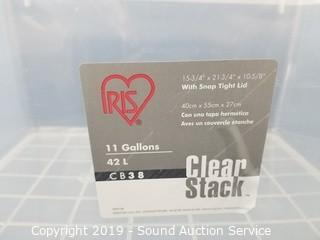 IRIS
15-3/4" x 21-3/4" x 10-5/8"
With Snap Tight Lid
40cm x 55cm x 27cm
Con una tapa hermética
Avec un couvercle étanche
11 Gallons
42 L
CB38
Clear
Stack
Copyright 2019 - Sound Auction Service